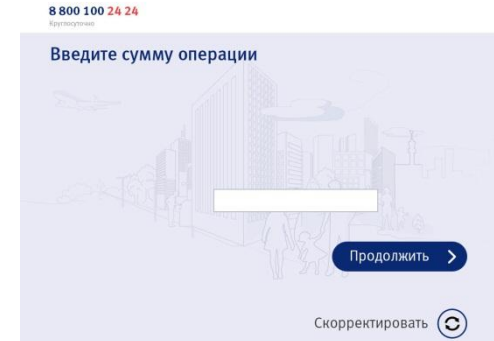 8 800 100 24 24
Круглосуточно
Введите сумму операции
Продолжить
Скорректировать